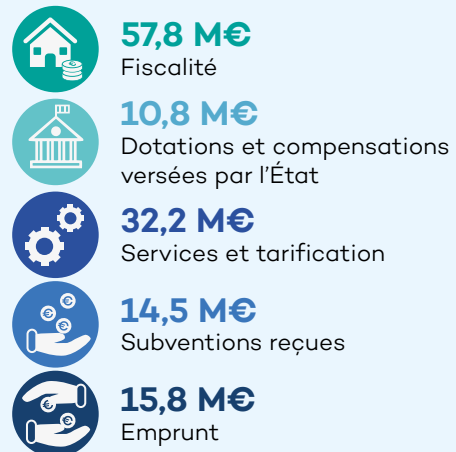 57,8 M€
Fiscalité
10,8 M€
Dotations et compensations
versées par l'État
32,2 M€
Services et tarification
14,5 M€
Subventions reçues
15,8 M€
Emprunt